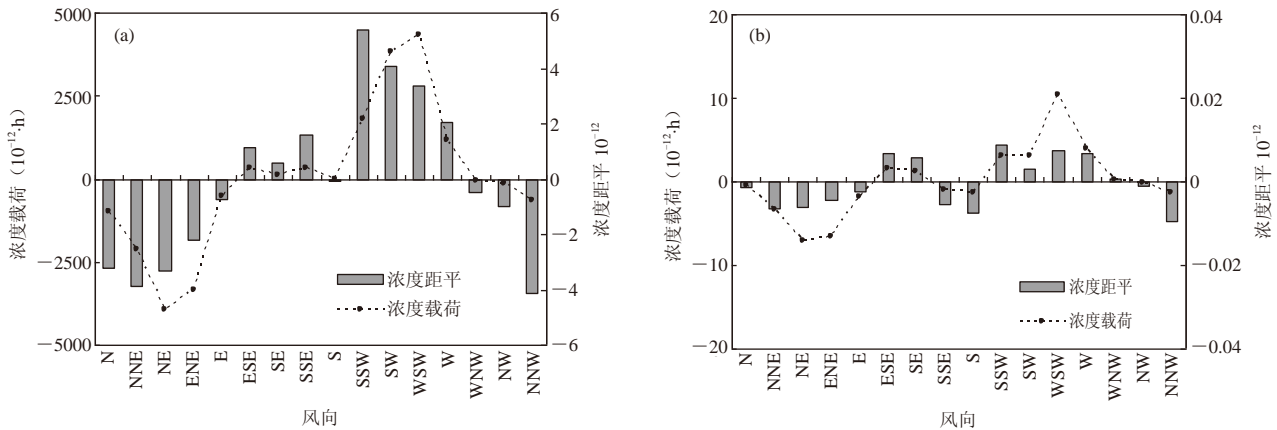 (a)
5000
2500
0
−2500
−5000
浓度载荷（10⁻¹²·h）
6
4
2
0
−2
−4
−6
浓度距平 10⁻¹²
浓度距平
浓度载荷
N NNE NE ENE E ESE SE SSE S SSW SW WSW W WNW NW NNW
风向
(b)
20
10
0
−10
−20
浓度载荷（10⁻¹²·h）
0.04
0.02
0
−0.02
−0.04
浓度距平 10⁻¹²
浓度距平
浓度载荷
N NNE NE ENE E ESE SE SSE S SSW SW WSW W WNW NW NNW
风向